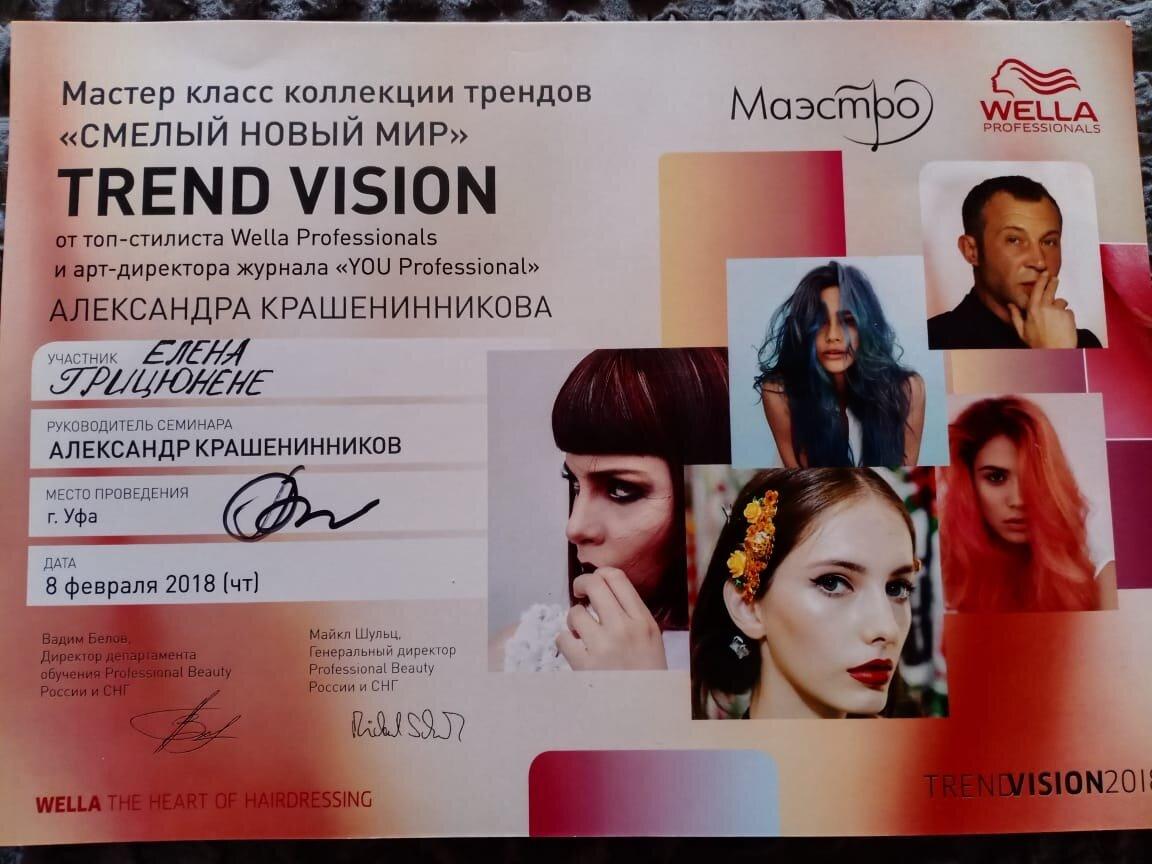 Мастер класс коллекции трендов
«СМЕЛЫЙ НОВЫЙ МИР»
TREND VISION
от топ-стилиста Wella Professionals
и арт-директора журнала «YOU Professional»
АЛЕКСАНДРА КРАШЕНИННИКОВА
Маэстро
WELLA
PROFESSIONALS
УЧАСТНИК ЕЛЕНА
ГРИЦЮНЕНЕ
РУКОВОДИТЕЛЬ СЕМИНАРА
АЛЕКСАНДР КРАШЕНИННИКОВ
МЕСТО ПРОВЕДЕНИЯ
г. Уфа
ДАТА
8 февраля 2018 (чт)
Вадим Белов,
Директор департамента
обучения Professional Beauty
России и СНГ
Майкл Шульц,
Генеральный директор
Professional Beauty
России и СНГ
WELLA THE HEART OF HAIRDRESSING
TRENDVISION2018